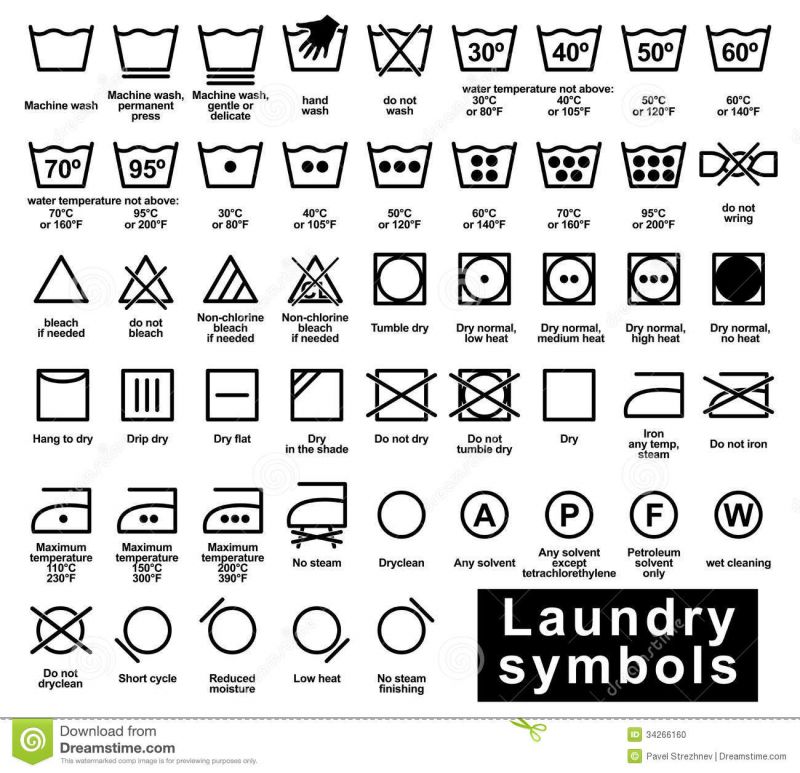 30° 40° 50° 60°
Machine wash
Machine wash,
permanent
press
Machine wash,
gentle or
delicate
hand
wash
do not
wash
water temperature not above:
30°C
or 80°F
40°C
or 105°F
50°C
or 120°F
60°C
or 140°F
70° 95°
water temperature not above:
70°C
or 160°F
95°C
or 200°F
30°C
or 80°F
40°C
or 105°F
50°C
or 120°F
60°C
or 140°F
70°C
or 160°F
95°C
or 200°F
do not
wring
CL
bleach
if needed
do not
bleach
Non-chlorine
bleach
if needed
Non-chlorine
bleach
if needed
Tumble dry
Dry normal,
low heat
Dry normal,
medium heat
Dry normal,
high heat
Dry normal,
no heat
Hang to dry
Drip dry
Dry flat
Dry
in the shade
Do not dry
Do not
tumble dry
Dry
Iron
any temp,
steam
Do not iron
A P F W
Maximum
temperature
110°C
230°F
Maximum
temperature
150°C
300°F
Maximum
temperature
200°C
390°F
No steam
Dryclean
Any solvent
Any solvent
except
tetrachlorethylene
Petroleum
solvent
only
wet cleaning
Do not
dryclean
Short cycle
Reduced
moisture
Low heat
No steam
finishing
Laundry
symbols
Download from
Dreamstime.com
This watermarked comp image is for previewing purposes only.
ID 34266160
© Pavel Strezhnev | Dreamstime.com